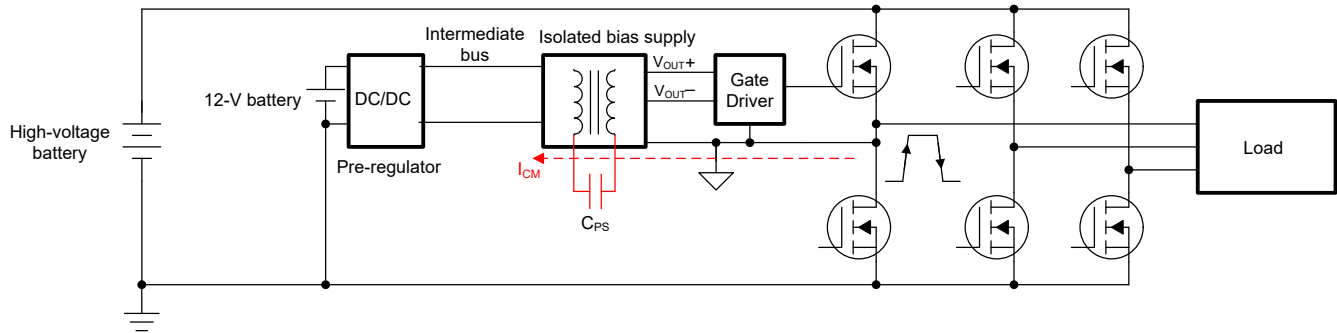 Intermediate
bus
Isolated bias supply
VOUT+
VOUT−
Gate
Driver
12-V battery
DC/DC
High-voltage
battery
Pre-regulator
ICM
CPS
Load